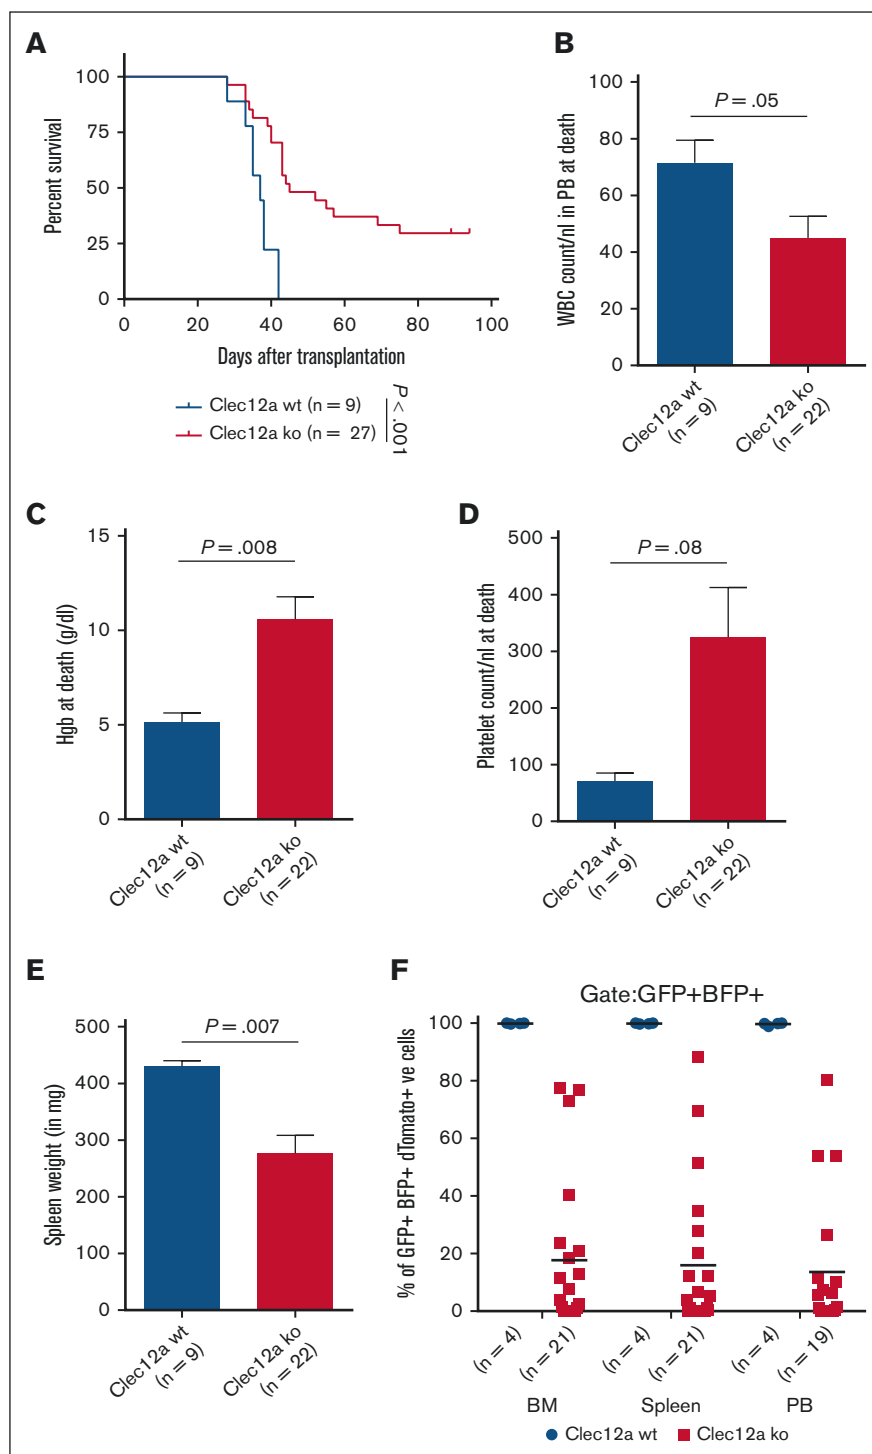 A
Percent survival
100
75
50
25
0
0 20 40 60 80 100
Days after transplantation
Clec12a wt (n = 9)
Clec12a ko (n = 27)
P < .001
B
WBC count/nl in PB at death
100
80
60
40
20
0
P = .05
Clec12a wt
(n = 9)
Clec12a ko
(n = 22)
C
Hgb at death (g/dl)
15
10
5
0
P = .008
Clec12a wt
(n = 9)
Clec12a ko
(n = 22)
D
Platelet count/nl at death
500
400
300
200
100
0
P = .08
Clec12a wt
(n = 9)
Clec12a ko
(n = 22)
E
Spleen weight (in mg)
500
400
300
200
100
0
P = .007
Clec12a wt
(n = 9)
Clec12a ko
(n = 22)
F
Gate:GFP+BFP+
% of GFP+ BFP+ dTomato+ ve cells
100
80
60
40
20
0
(n = 4) (n = 21) (n = 4) (n = 21) (n = 4) (n = 19)
BM Spleen PB
Clec12a wt Clec12a ko